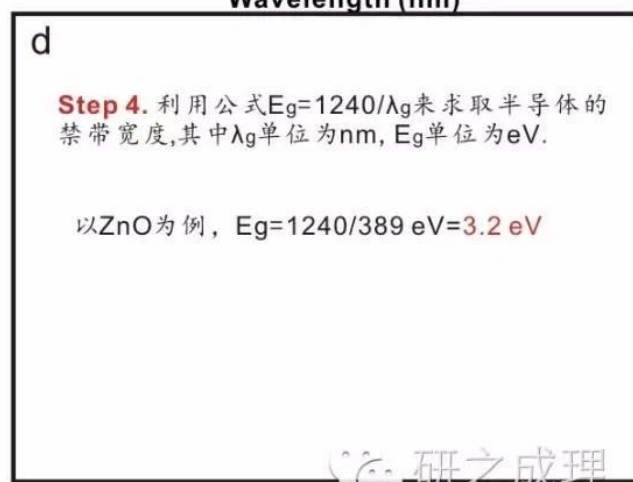 Wavelength (nm)
d
Step 4. 利用公式Eg=1240/λg来求取半导体的
禁带宽度,其中λg单位为nm, Eg单位为eV.
以ZnO为例，Eg=1240/389 eV=3.2 eV
研之成理